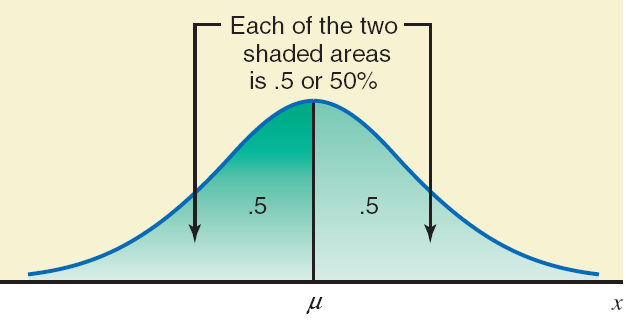 Each of the two
shaded areas
is .5 or 50%
.5 .5
μ
x